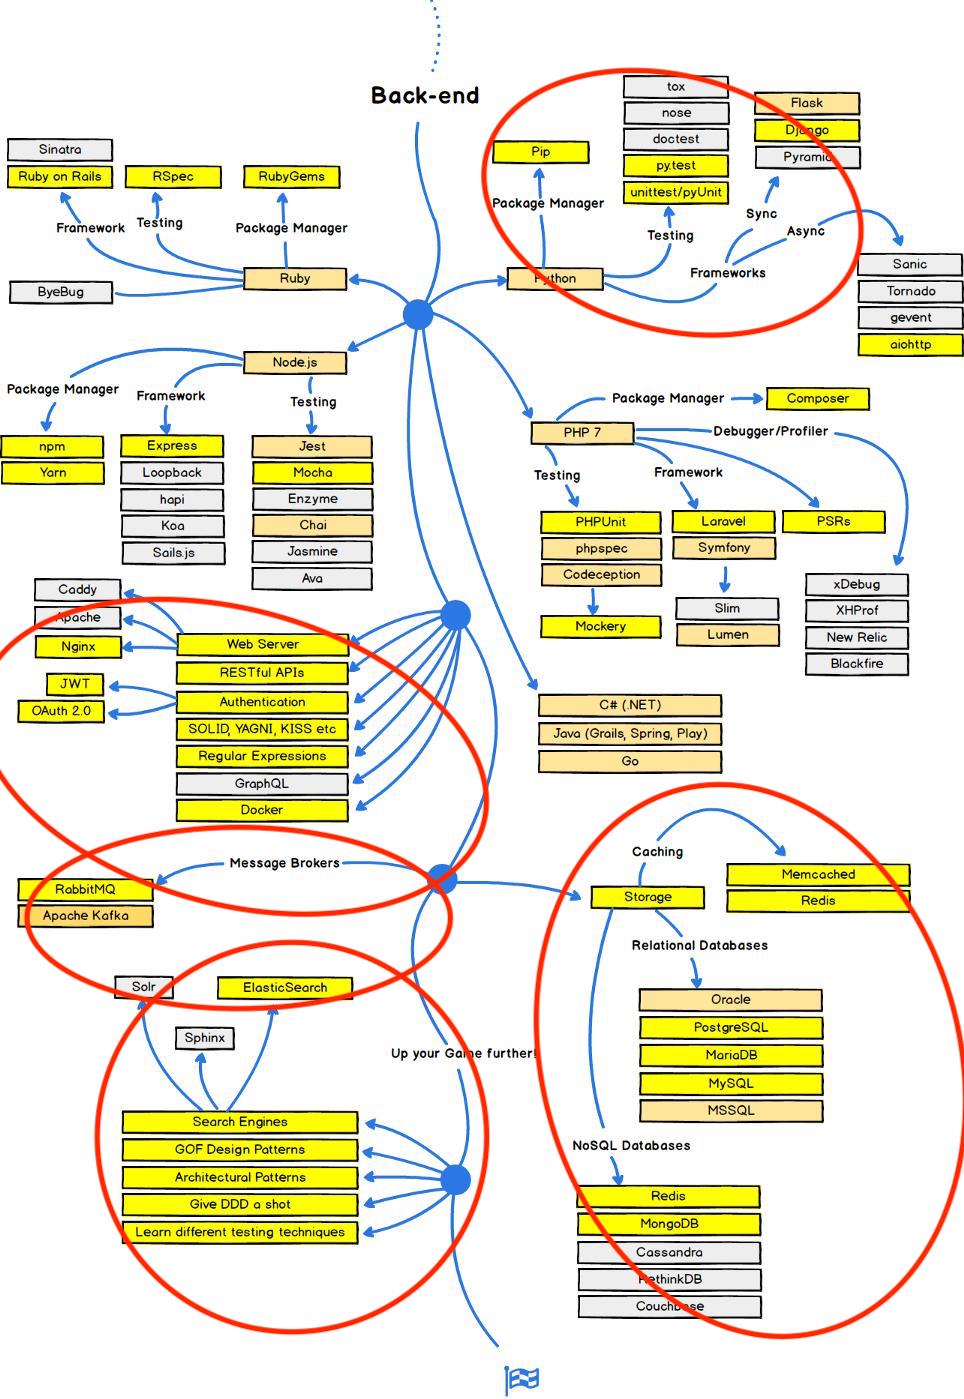 Back-end
Sinatra
Ruby on Rails
RSpec
RubyGems
Framework
Testing
Package Manager
ByeBug
Ruby
Pip
tox
nose
doctest
py.test
unittest/pyUnit
Flask
Django
Pyramid
Package Manager
Testing
Sync
Async
Frameworks
Python
Sanic
Tornado
gevent
aiohttp
Node.js
Package Manager
Framework
Testing
npm
Yarn
Express
Loopback
hapi
Koa
Sails.js
Jest
Mocha
Enzyme
Chai
Jasmine
Ava
Package Manager
Composer
PHP 7
Debugger/Profiler
Testing
Framework
PHPUnit
phpspec
Codeception
Mockery
Laravel
Symfony
Slim
Lumen
PSRs
xDebug
XHProf
New Relic
Blackfire
Caddy
Apache
Nginx
JWT
OAuth 2.0
Web Server
RESTful APIs
Authentication
SOLID, YAGNI, KISS etc
Regular Expressions
GraphQL
Docker
C# (.NET)
Java (Grails, Spring, Play)
Go
Message Brokers
RabbitMQ
Apache Kafka
Caching
Storage
Memcached
Redis
Relational Databases
Oracle
PostgreSQL
MariaDB
MySQL
MSSQL
NoSQL Databases
Redis
MongoDB
Cassandra
RethinkDB
Couchbase
Solr
ElasticSearch
Sphinx
Up your Game further!
Search Engines
GOF Design Patterns
Architectural Patterns
Give DDD a shot
Learn different testing techniques